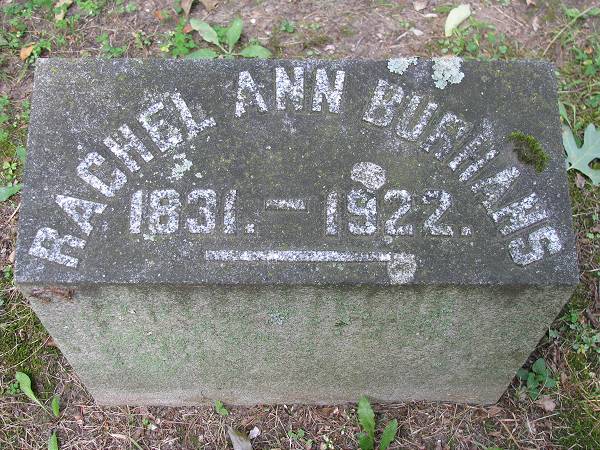 RACHEL ANN BURHANS
1831. — 1922.